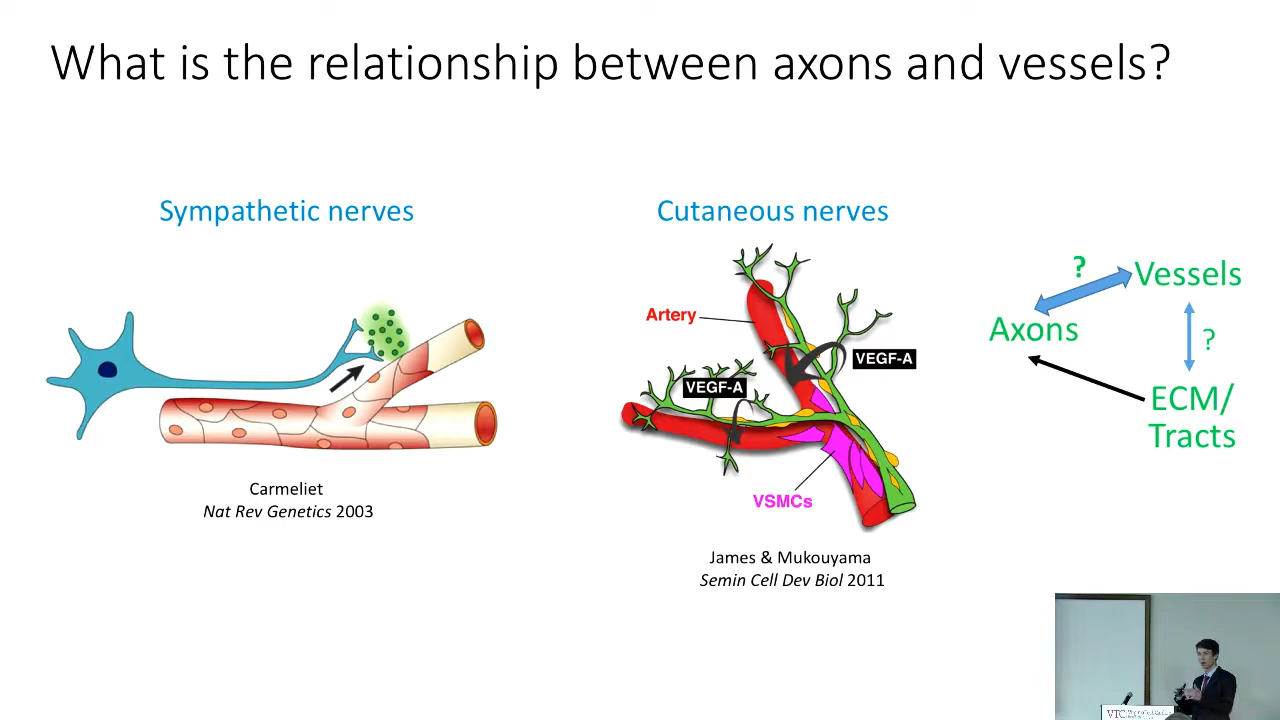 What is the relationship between axons and vessels?
Sympathetic nerves
Carmeliet
Nat Rev Genetics 2003
Cutaneous nerves
Artery
VEGF-A
VEGF-A
VSMCs
James & Mukouyama
Semin Cell Dev Biol 2011
?
Vessels
Axons
?
ECM/
Tracts
VTC